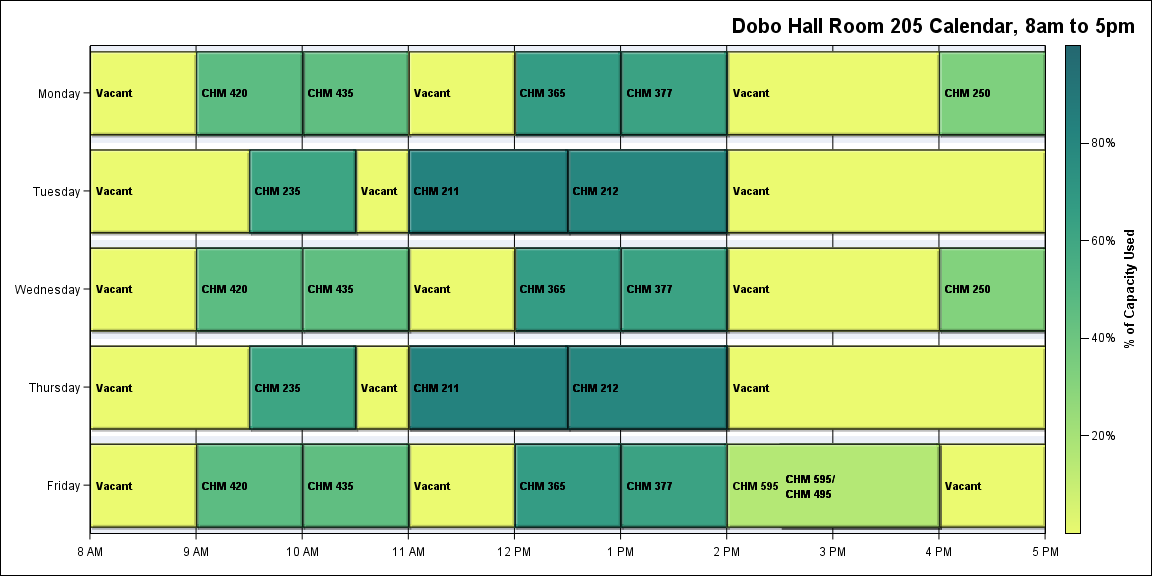 Dobo Hall Room 205 Calendar, 8am to 5pm
Monday
Vacant
CHM 420
CHM 435
Vacant
CHM 365
CHM 377
Vacant
CHM 250
Tuesday
Vacant
CHM 235
Vacant
CHM 211
CHM 212
Vacant
Wednesday
Vacant
CHM 420
CHM 435
Vacant
CHM 365
CHM 377
Vacant
CHM 250
Thursday
Vacant
CHM 235
Vacant
CHM 211
CHM 212
Vacant
Friday
Vacant
CHM 420
CHM 435
Vacant
CHM 365
CHM 377
CHM 595
CHM 595/
CHM 495
Vacant
8 AM
9 AM
10 AM
11 AM
12 PM
1 PM
2 PM
3 PM
4 PM
5 PM
80%
60%
40%
20%
% of Capacity Used